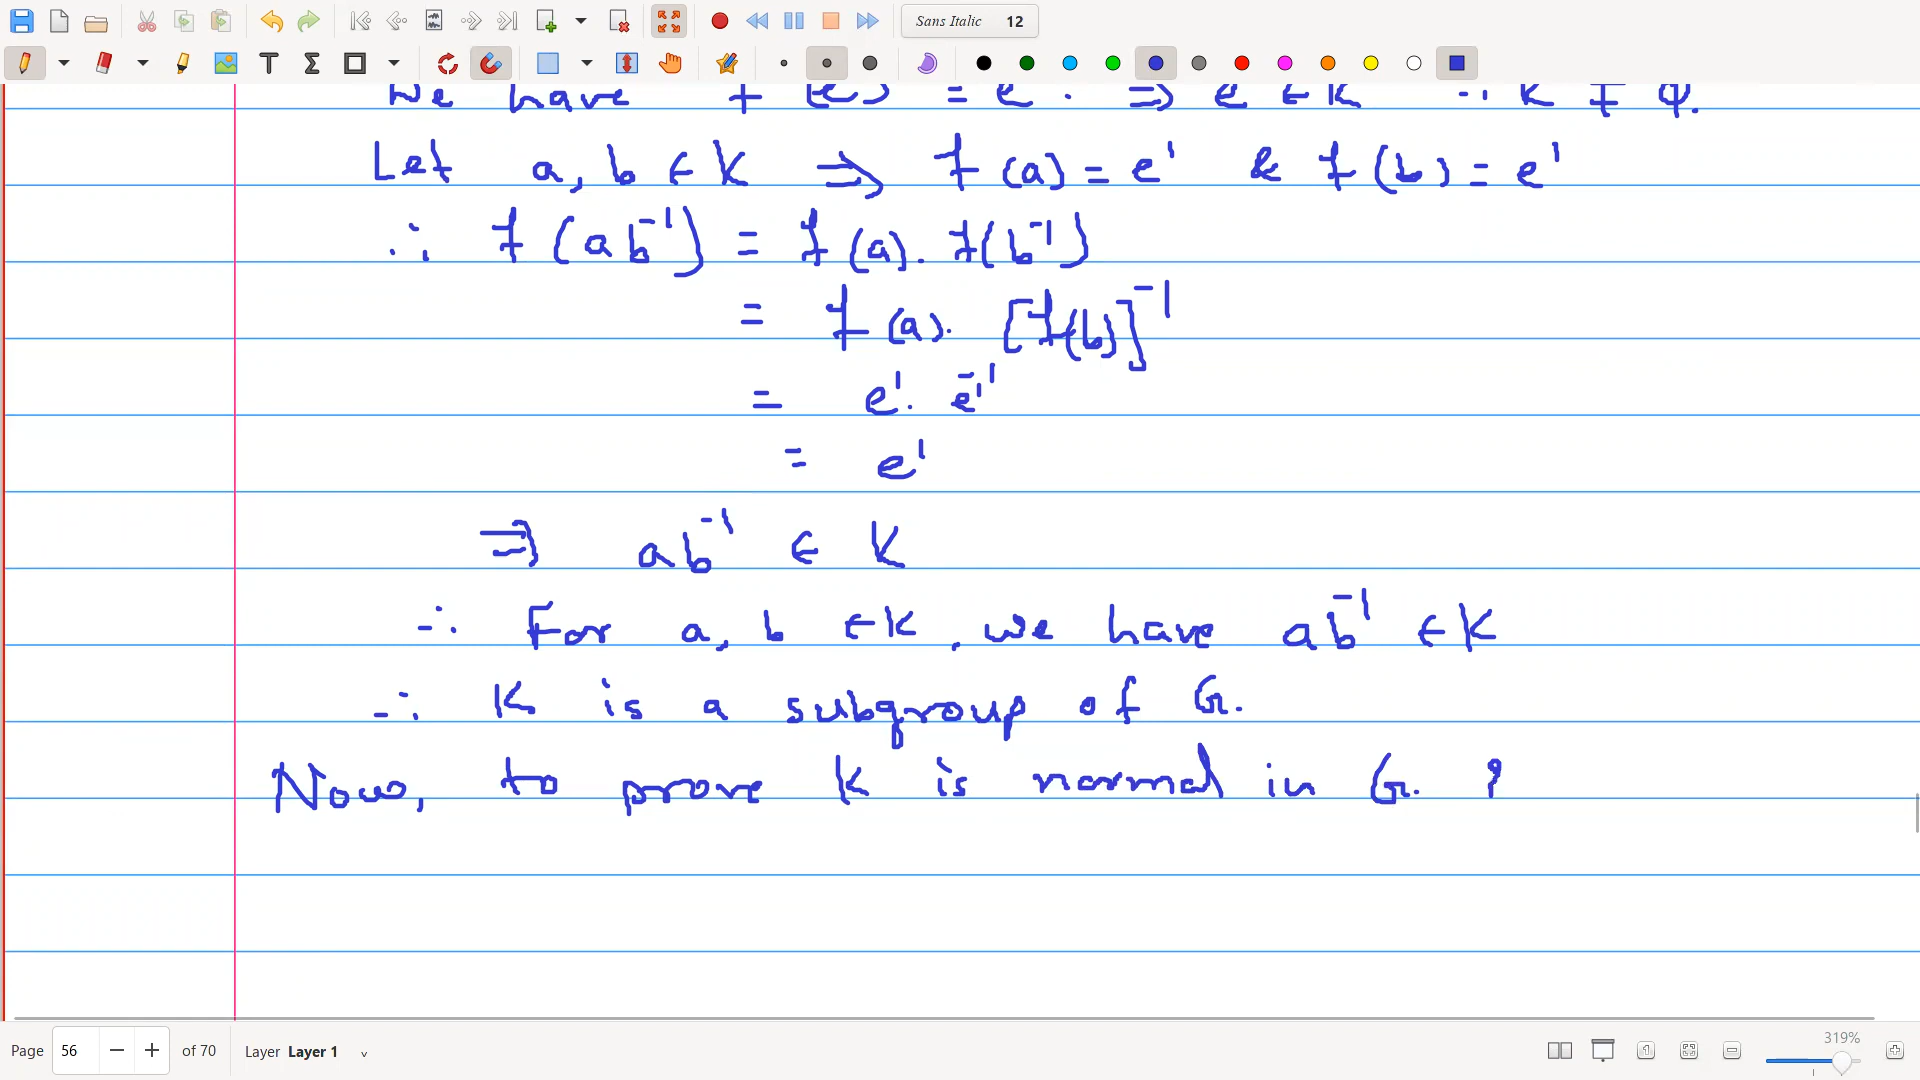 Sans Italic 12
We have f (e) = e'. ⇒ e ∈ K ∴ K ≠ φ.
Let a, b ∈ K ⇒ f (a) = e' & f (b) = e'
∴ f (ab⁻¹) = f (a). f(b⁻¹)
= f (a). [f(b)]⁻¹
= e'. e'⁻¹
= e'
⇒ ab⁻¹ ∈ K
∴ For a, b ∈ K, we have ab⁻¹ ∈ K
∴ K is a subgroup of G.
Now, to prove K is normal in G. ?
Page 56 of 70 Layer Layer 1 319%